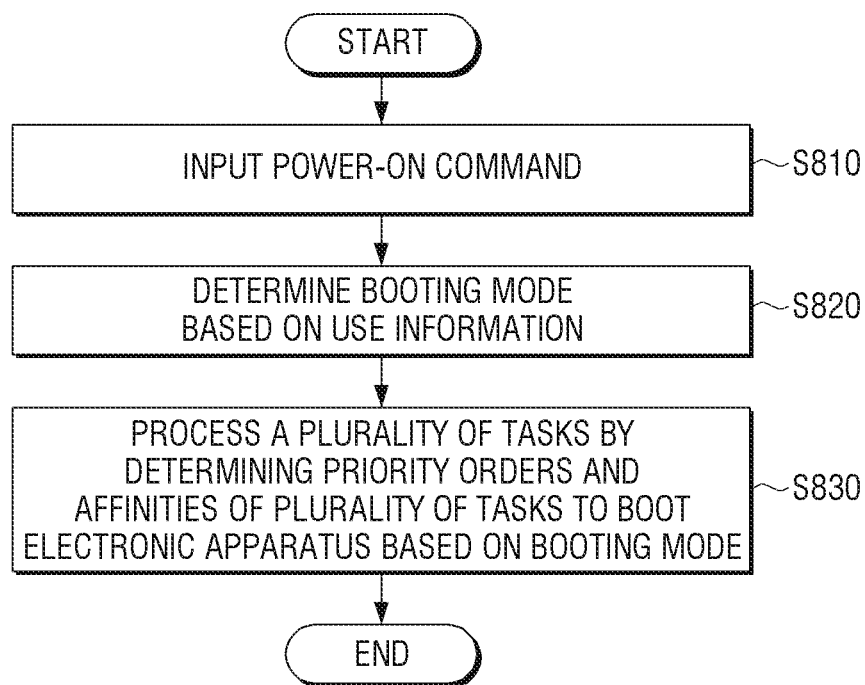 START
INPUT POWER-ON COMMAND
S810
DETERMINE BOOTING MODE
BASED ON USE INFORMATION
S820
PROCESS A PLURALITY OF TASKS BY
DETERMINING PRIORITY ORDERS AND
AFFINITIES OF PLURALITY OF TASKS TO BOOT
ELECTRONIC APPARATUS BASED ON BOOTING MODE
S830
END